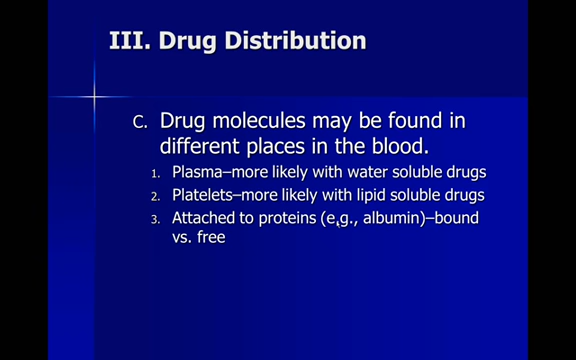 III. Drug Distribution
C. Drug molecules may be found in
different places in the blood.
1. Plasma–more likely with water soluble drugs
2. Platelets–more likely with lipid soluble drugs
3. Attached to proteins (e.g., albumin)–bound
vs. free